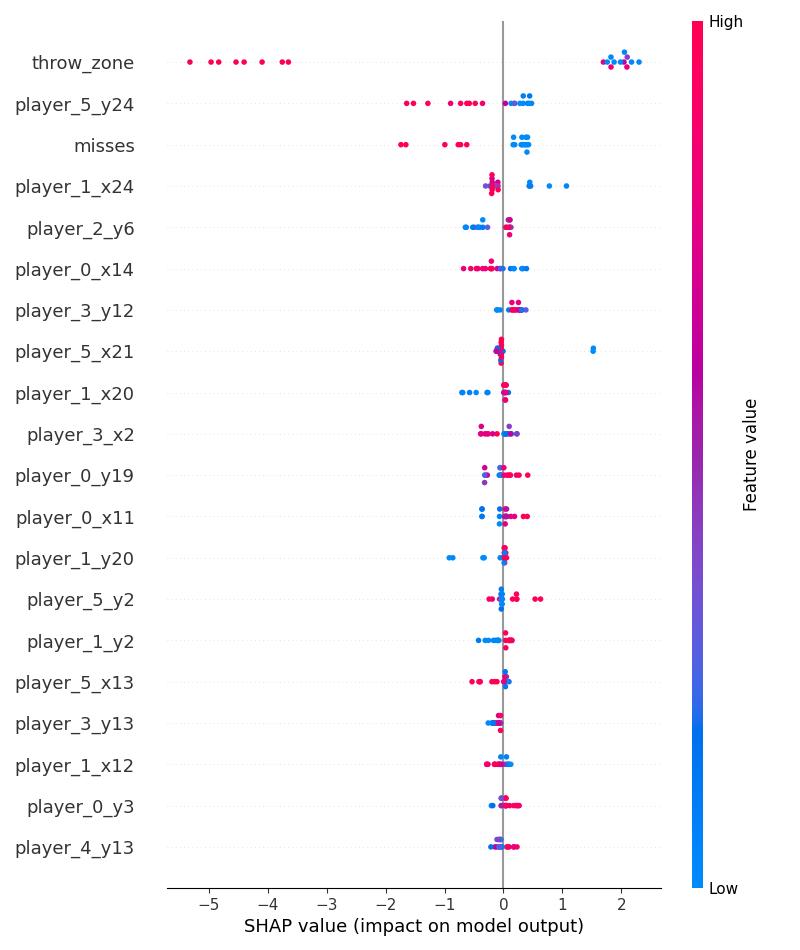 High
throw_zone
player_5_y24
misses
player_1_x24
player_2_y6
player_0_x14
player_3_y12
player_5_x21
player_1_x20
player_3_x2
player_0_y19
player_0_x11
player_1_y20
player_5_y2
player_1_y2
player_5_x13
player_3_y13
player_1_x12
player_0_y3
player_4_y13
Feature value
Low
−5 −4 −3 −2 −1 0 1 2
SHAP value (impact on model output)